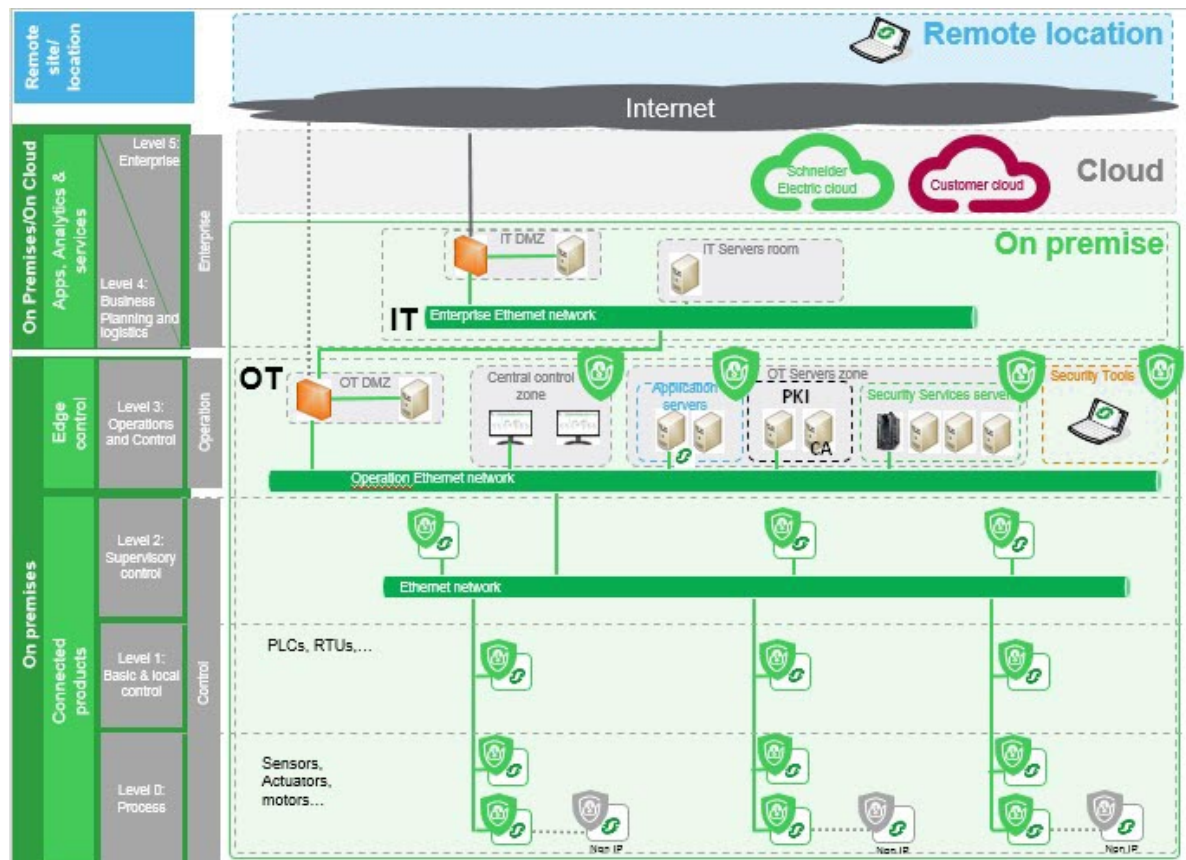 Remote
site/
location
Remote location
Internet
On Premises/On Cloud
Apps, Analytics &
services
Level 5:
Enterprise
Level 4:
Business
Planning and
logistics
Enterprise
Schneider
Electric cloud
Customer cloud
Cloud
On premise
IT DMZ
IT Servers room
IT
Enterprise Ethernet network
Edge
control
Level 3:
Operations
and Control
Operation
OT
OT DMZ
Central control
zone
OT Servers zone
Application
servers
PKI
CA
Security Services servers
Security Tools
Operation Ethernet network
On premises
Connected
products
Level 2:
Supervisory
control
Ethernet network
Level 1:
Basic & local
control
Control
PLCs, RTUs,...
Level 0:
Process
Sensors,
Actuators,
motors...
Non IP
Non IP
Non IP